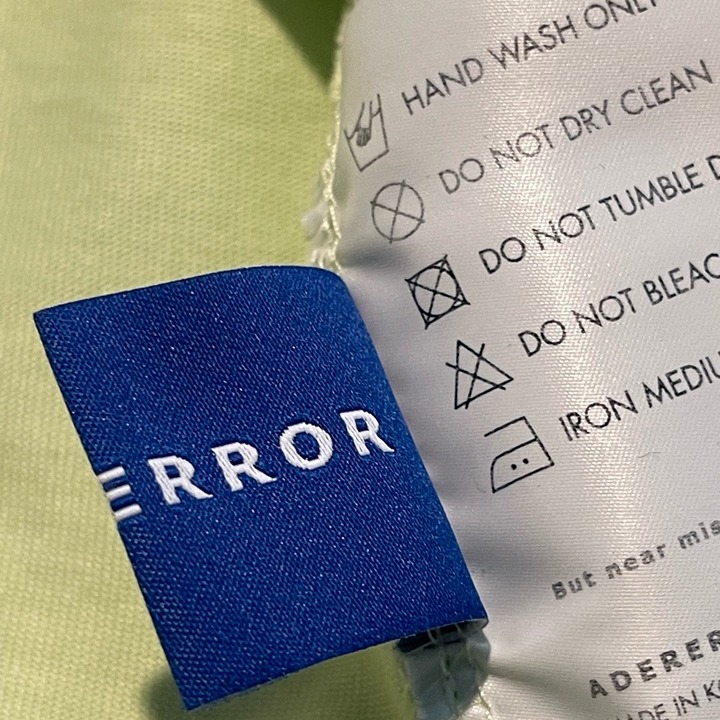 HAND WASH ONLY
DO NOT DRY CLEAN
DO NOT TUMBLE D
DO NOT BLEAC
IRON MEDIU
ERROR
But near mis
ADERER
ADE IN K